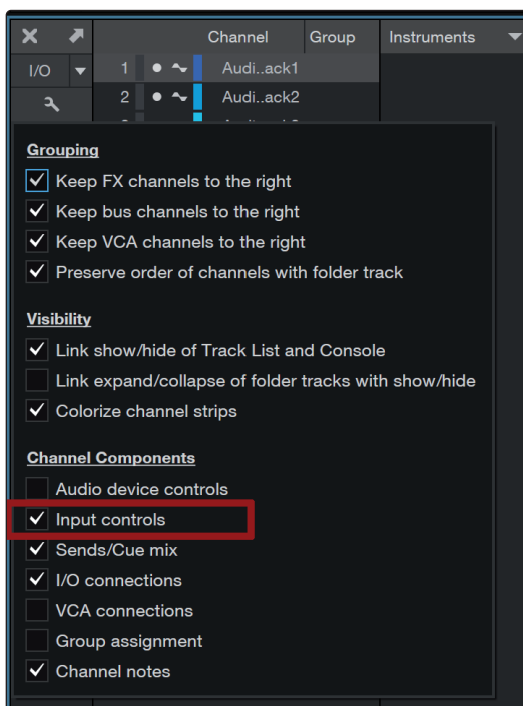 Channel Group Instruments
I/O 1 Audi..ack1
2 Audi..ack2
Grouping
Keep FX channels to the right
Keep bus channels to the right
Keep VCA channels to the right
Preserve order of channels with folder track
Visibility
Link show/hide of Track List and Console
Link expand/collapse of folder tracks with show/hide
Colorize channel strips
Channel Components
Audio device controls
Input controls
Sends/Cue mix
I/O connections
VCA connections
Group assignment
Channel notes